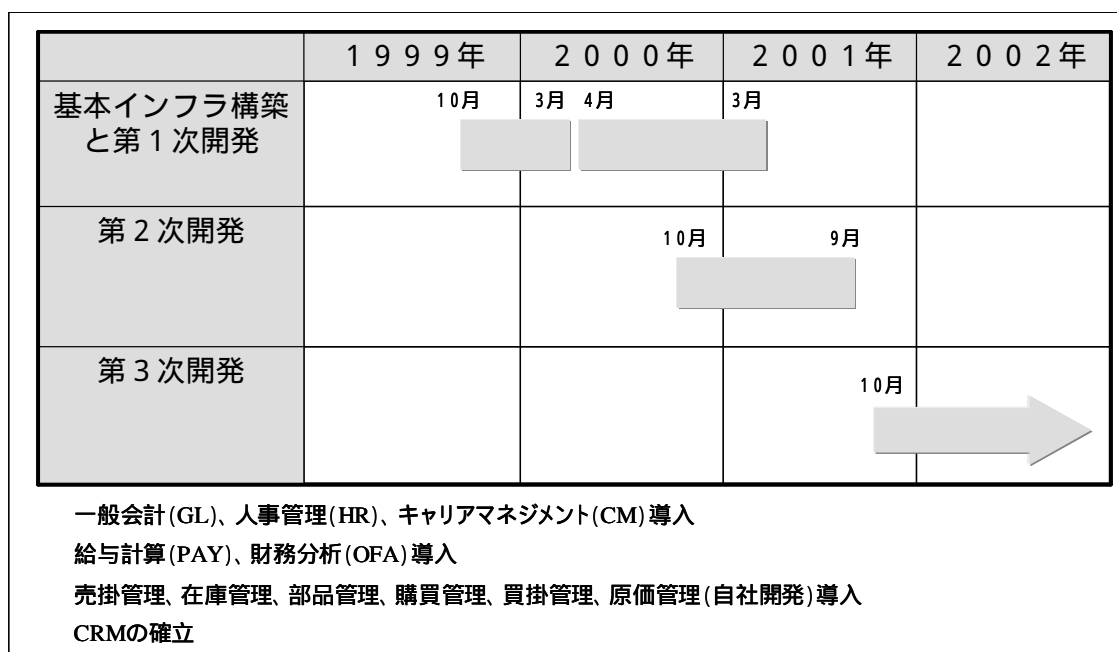 1999年 2000年 2001年 2002年
基本インフラ構築
と第1次開発
10月 3月 4月 3月
第2次開発
10月 9月
第3次開発
10月
一般会計(GL)、人事管理(HR)、キャリアマネジメント(CM)導入
給与計算(PAY)、財務分析(OFA)導入
売掛管理、在庫管理、部品管理、購買管理、買掛管理、原価管理(自社開発)導入
CRMの確立